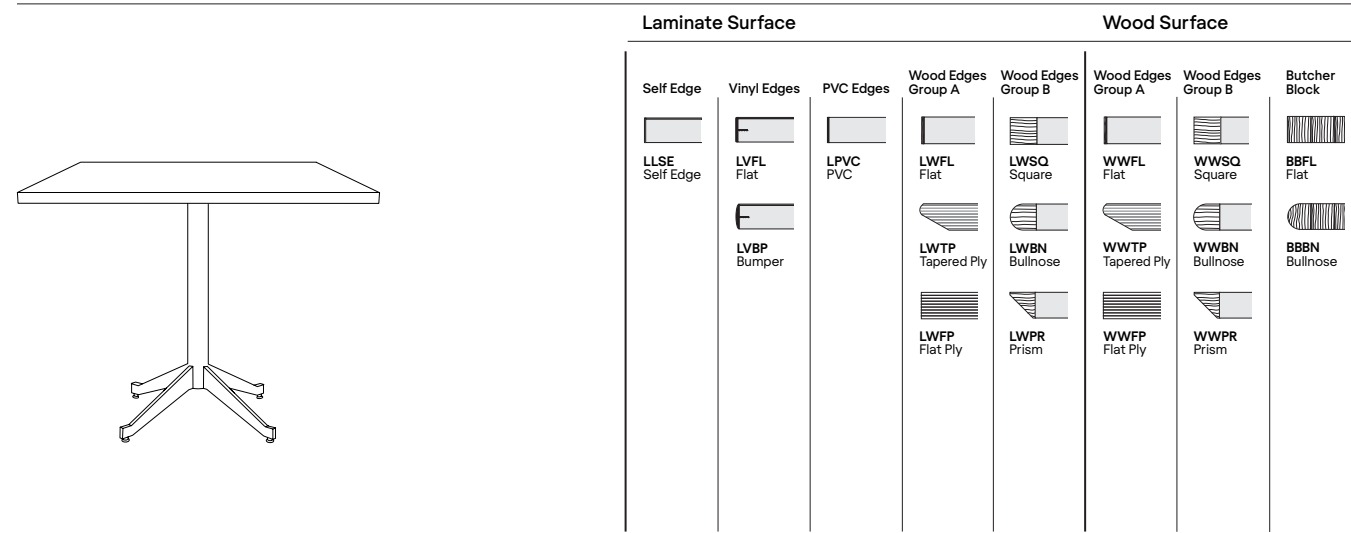 Laminate Surface
Wood Surface
Self Edge
Vinyl Edges
PVC Edges
Wood Edges
Group A
Wood Edges
Group B
Wood Edges
Group A
Wood Edges
Group B
Butcher
Block
LLSE
Self Edge
LVFL
Flat
LPVC
PVC
LWFL
Flat
LWSQ
Square
WWFL
Flat
WWSQ
Square
BBFL
Flat
LVBP
Bumper
LWTP
Tapered Ply
LWBN
Bullnose
WWTP
Tapered Ply
WWBN
Bullnose
BBBN
Bullnose
LWFP
Flat Ply
LWPR
Prism
WWFP
Flat Ply
WWPR
Prism